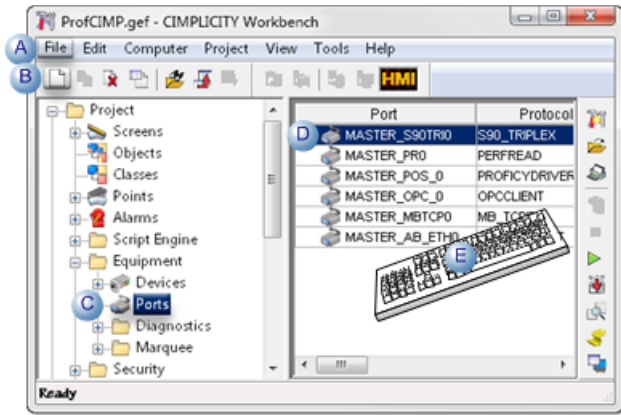 ProfCIMP.gef - CIMPLICITY Workbench
A File Edit Computer Project View Tools Help
B HMI
Project
Screens
Objects
Classes
Points
Alarms
Script Engine
Equipment
Devices
C Ports
Diagnostics
Marquee
Security
Port Protocol
D MASTER_S90TRI0 S90_TRIPLEX
MASTER_PR0 PERFREAD
MASTER_POS_0 PROFICYDRIVER
MASTER_OPC_0 OPCCLIENT
MASTER_MBTCP0 MB_TCP
MASTER_AB_ETH0
E
Ready